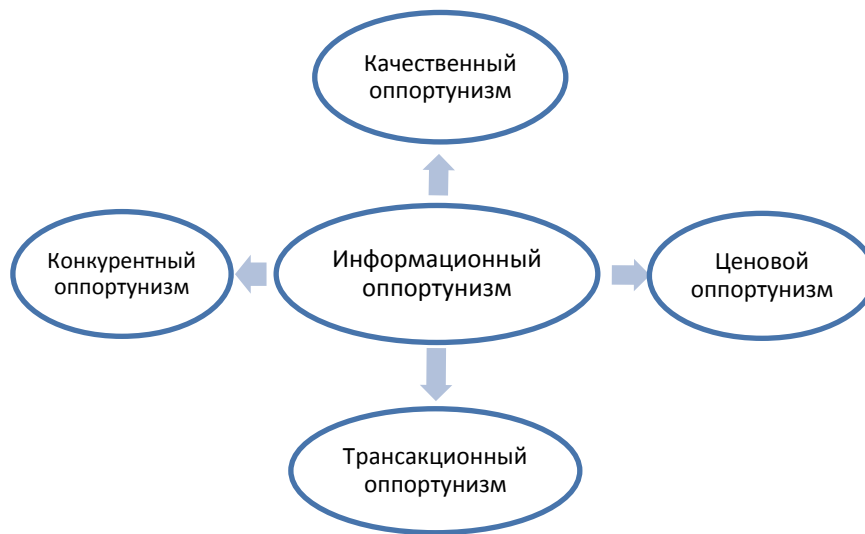 Качественный
оппортунизм
Конкурентный
оппортунизм
Информационный
оппортунизм
Ценовой
оппортунизм
Трансакционный
оппортунизм